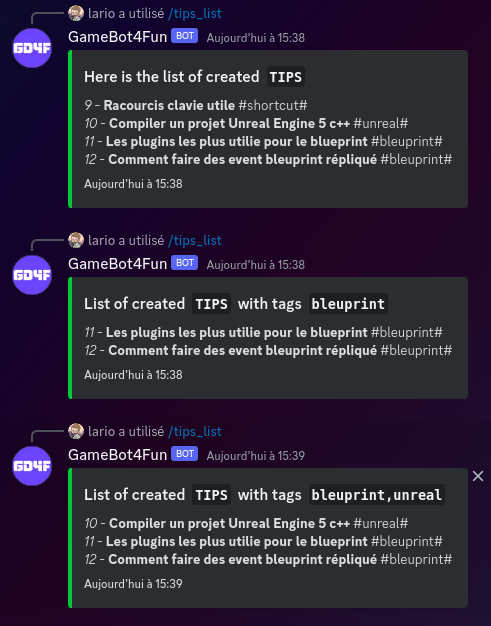 lario a utilisé /tips_list
GD4F
GameBot4Fun BOT Aujourd'hui à 15:38
Here is the list of created TIPS
9 - Racourcis clavie utile #shortcut#
10 - Compiler un projet Unreal Engine 5 c++ #unreal#
11 - Les plugins les plus utilie pour le blueprint #bleuprint#
12 - Comment faire des event bleuprint répliqué #bleuprint#
Aujourd'hui à 15:38
lario a utilisé /tips_list
GD4F
GameBot4Fun BOT Aujourd'hui à 15:38
List of created TIPS with tags bleuprint
11 - Les plugins les plus utilie pour le blueprint #bleuprint#
12 - Comment faire des event bleuprint répliqué #bleuprint#
Aujourd'hui à 15:38
lario a utilisé /tips_list
GD4F
GameBot4Fun BOT Aujourd'hui à 15:39
List of created TIPS with tags bleuprint,unreal
10 - Compiler un projet Unreal Engine 5 c++ #unreal#
11 - Les plugins les plus utilie pour le blueprint #bleuprint#
12 - Comment faire des event bleuprint répliqué #bleuprint#
Aujourd'hui à 15:39